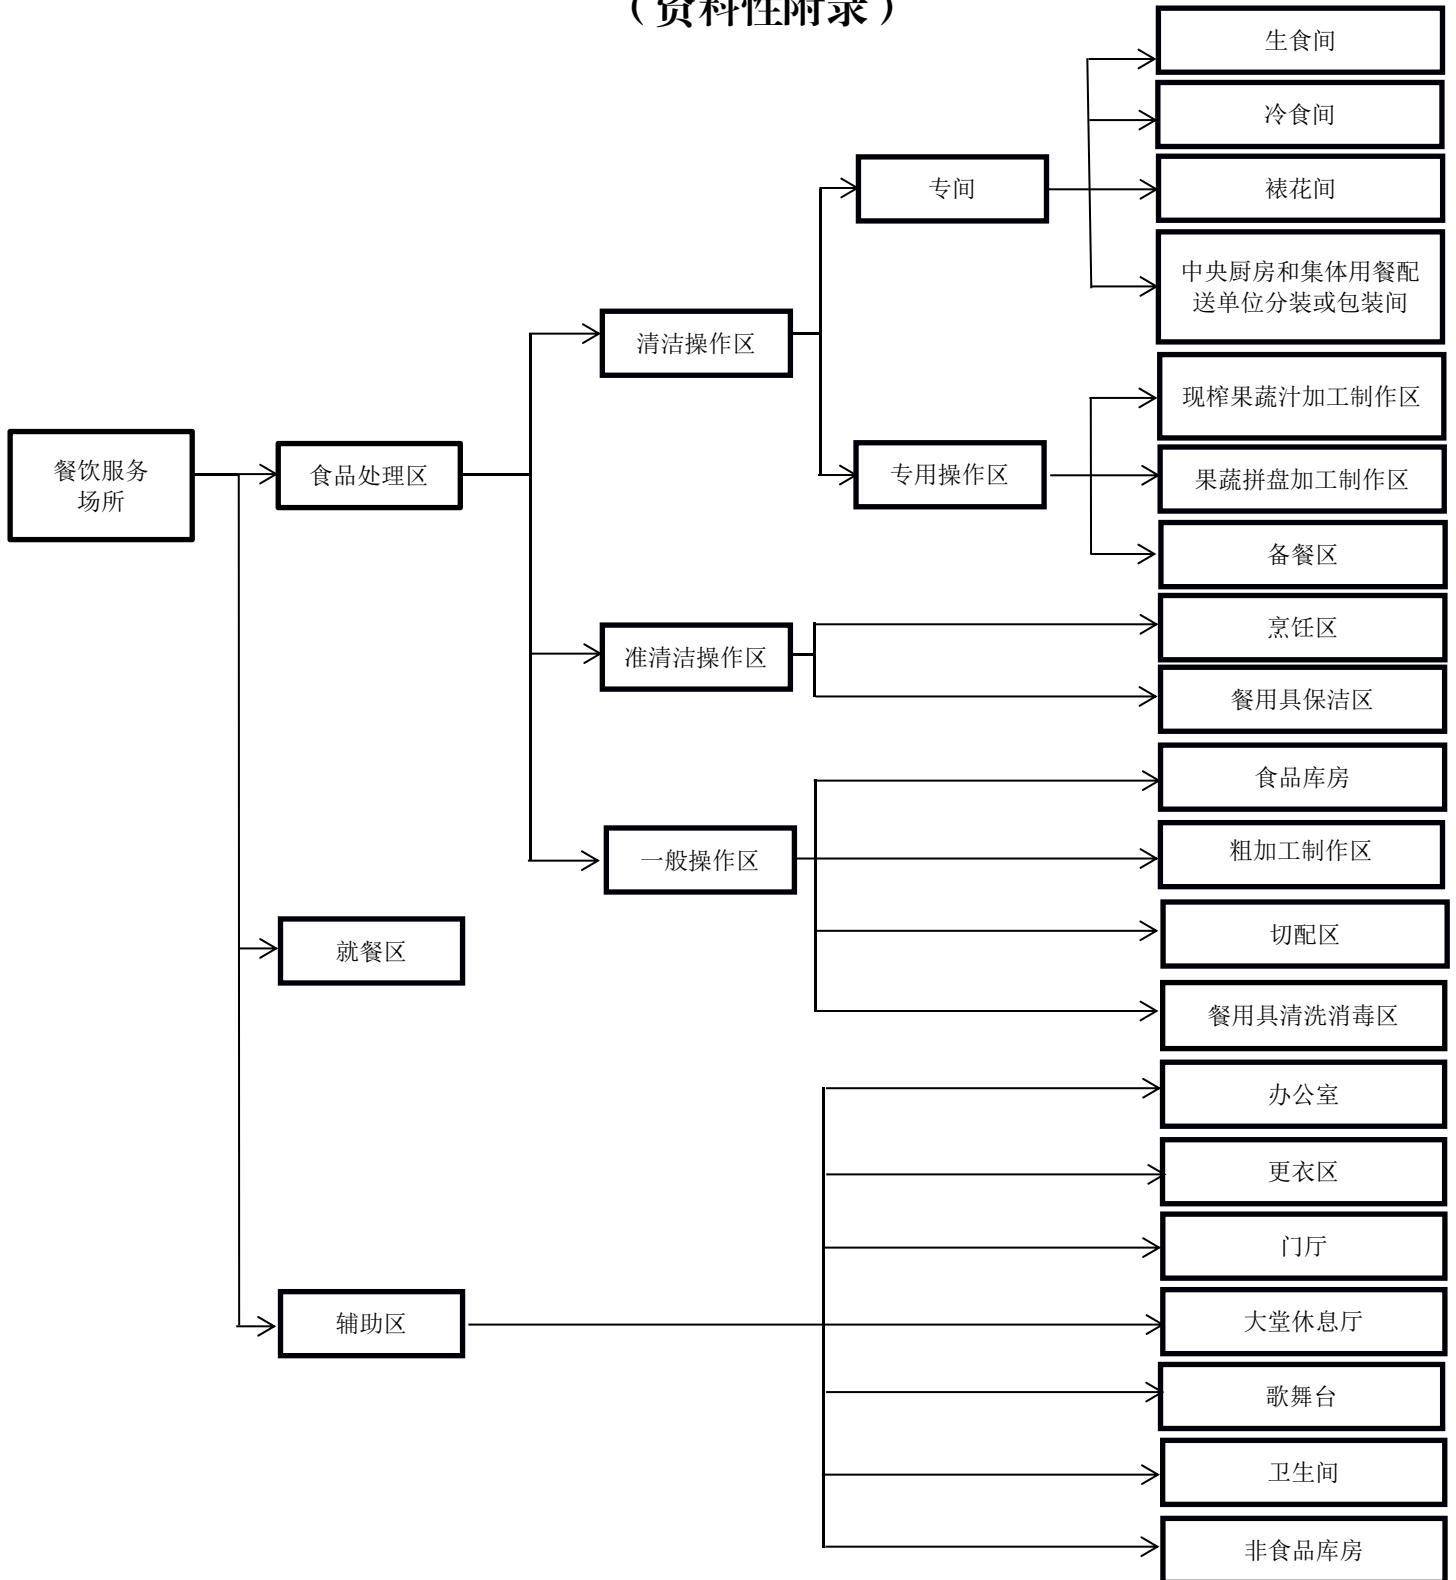 （资料性附录）
生食间
冷食间
裱花间
专间
中央厨房和集体用餐配
送单位分装或包装间
清洁操作区
现榨果蔬汁加工制作区
餐饮服务
场所
食品处理区
专用操作区
果蔬拼盘加工制作区
备餐区
烹饪区
准清洁操作区
餐用具保洁区
食品库房
一般操作区
粗加工制作区
切配区
就餐区
餐用具清洗消毒区
办公室
更衣区
门厅
辅助区
大堂休息厅
歌舞台
卫生间
非食品库房